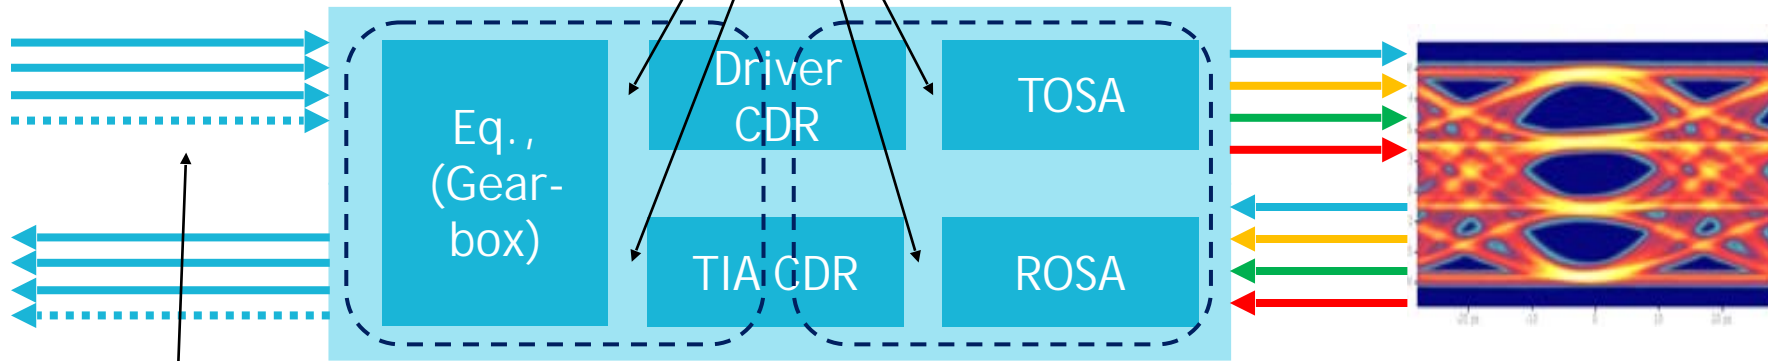 Eq.,
(Gear-
box)
Driver
CDR
TOSA
TIA CDR
ROSA